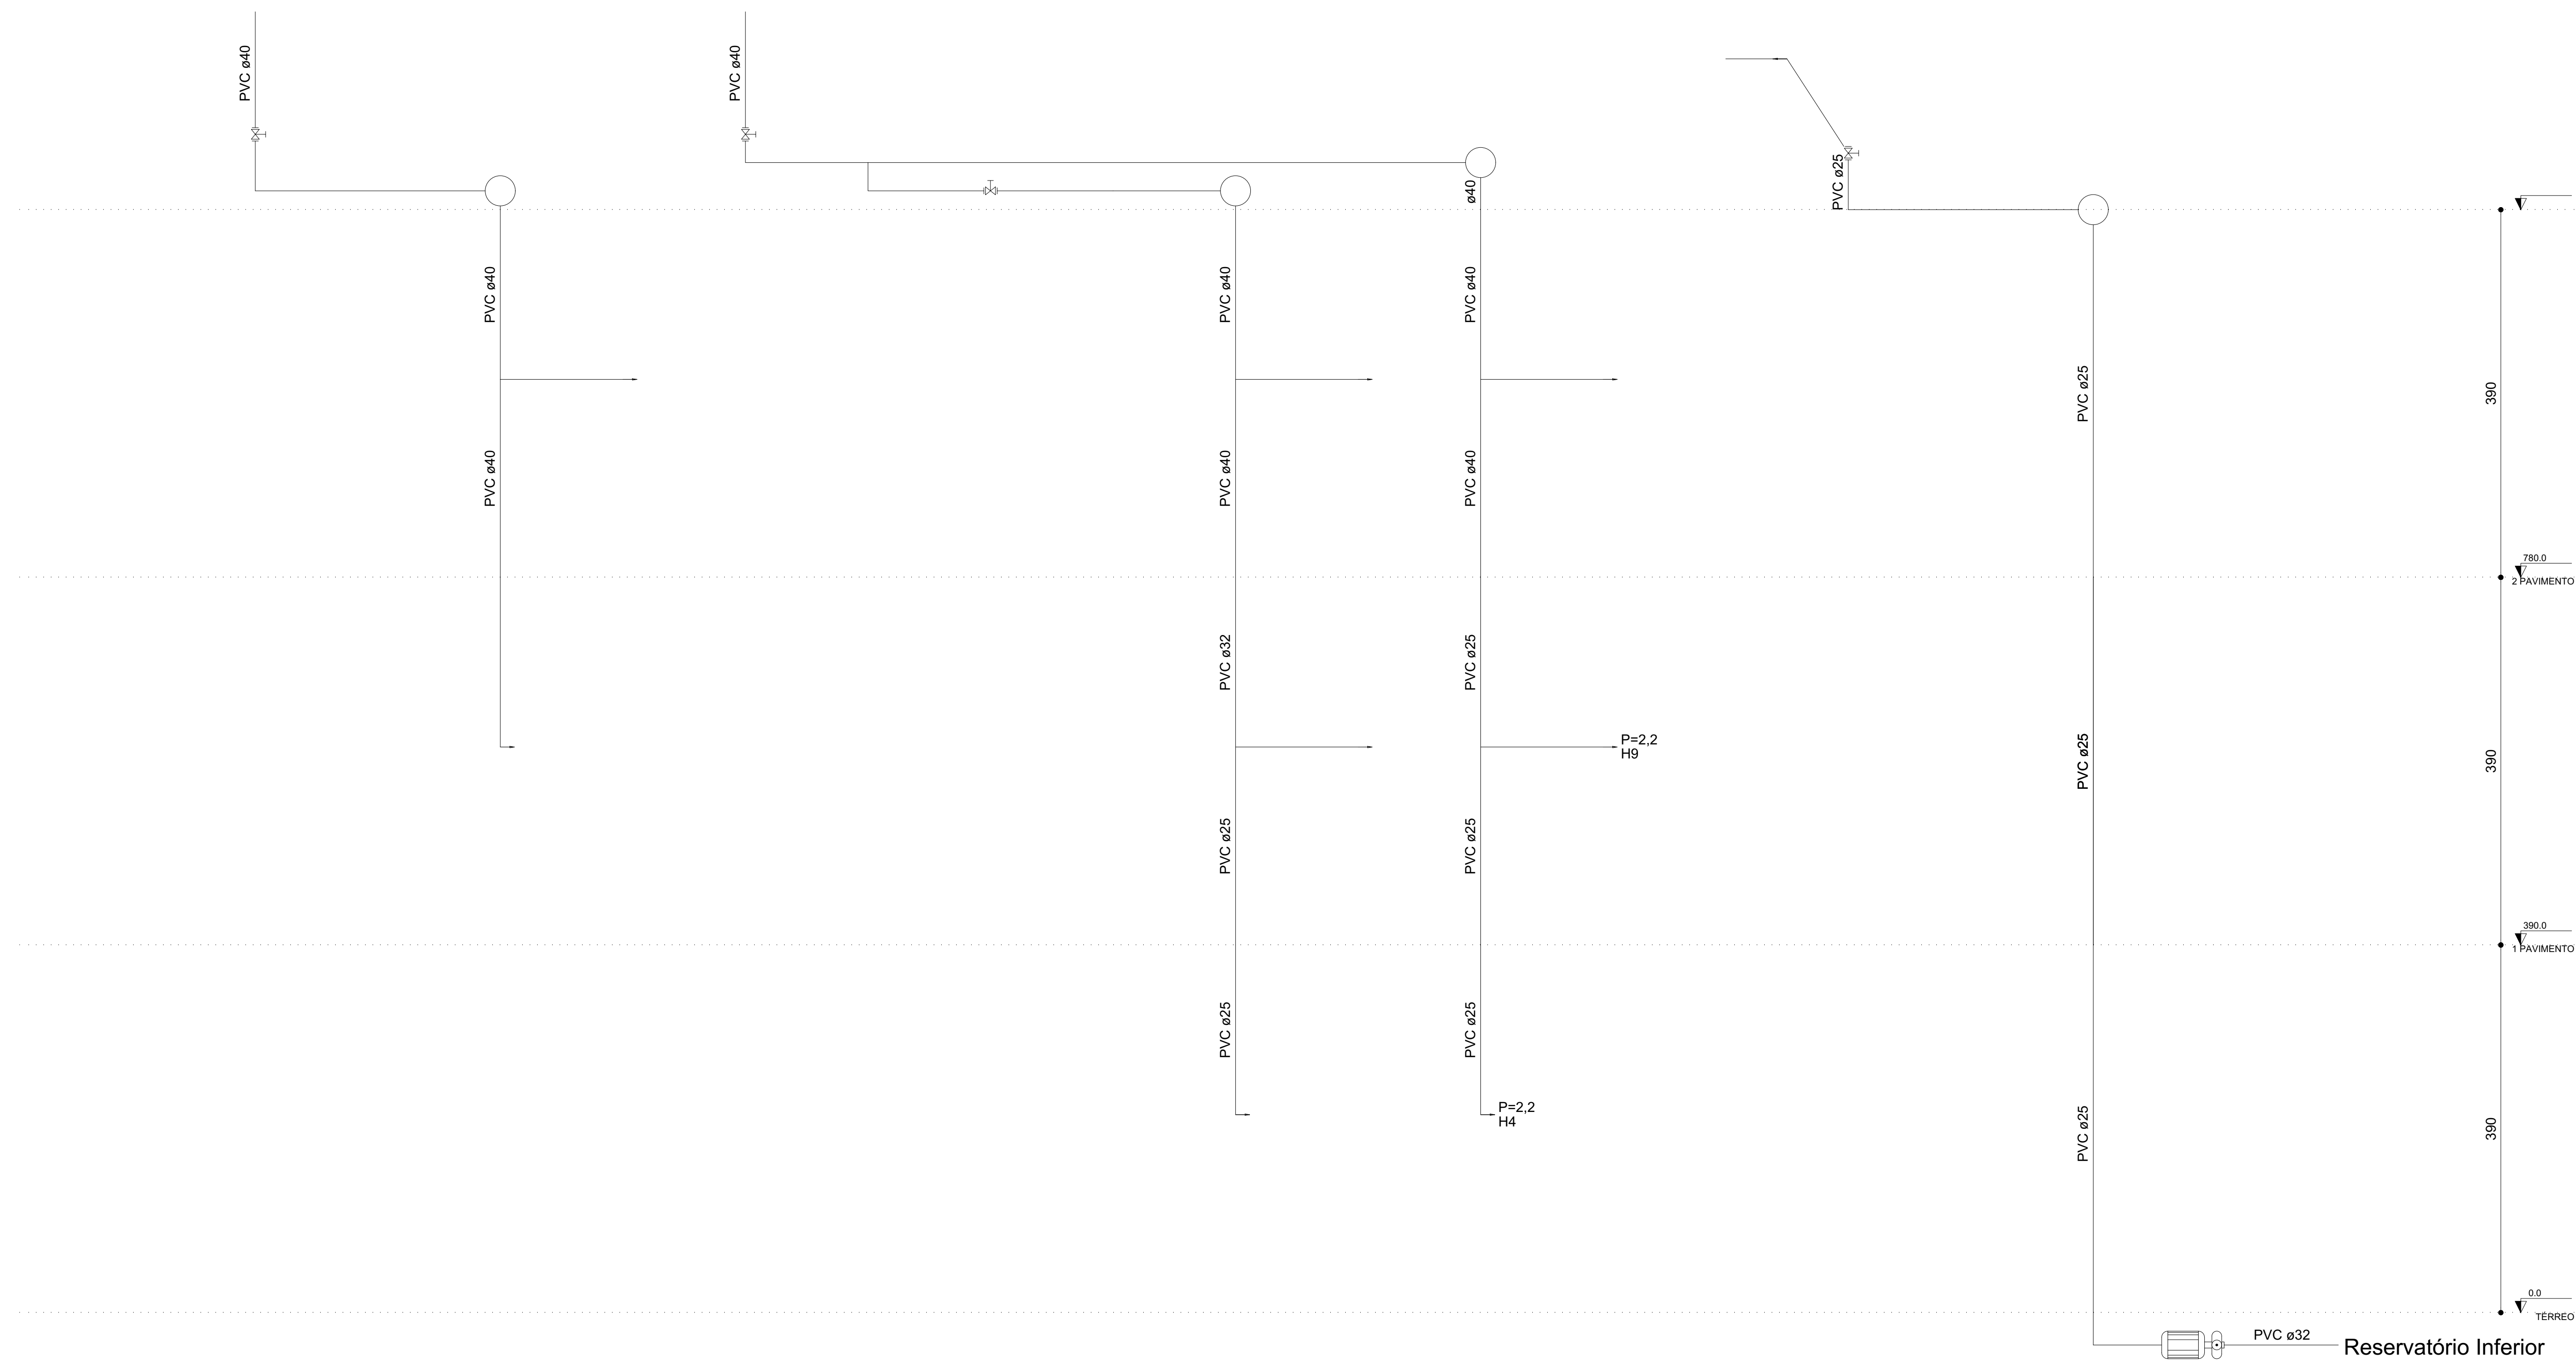 PVC ø40
PVC ø40
PVC ø25
ø40
PVC ø40
PVC ø40
PVC ø40
PVC ø25
390
PVC ø40
PVC ø40
PVC ø40
780.0
2 PAVIMENTO
PVC ø32
PVC ø25
P=2,2
H9
PVC ø25
390
PVC ø25
PVC ø25
390.0
1 PAVIMENTO
PVC ø25
PVC ø25
P=2,2
H4
PVC ø25
390
0.0
TÉRREO
PVC ø32
Reservatório Inferior